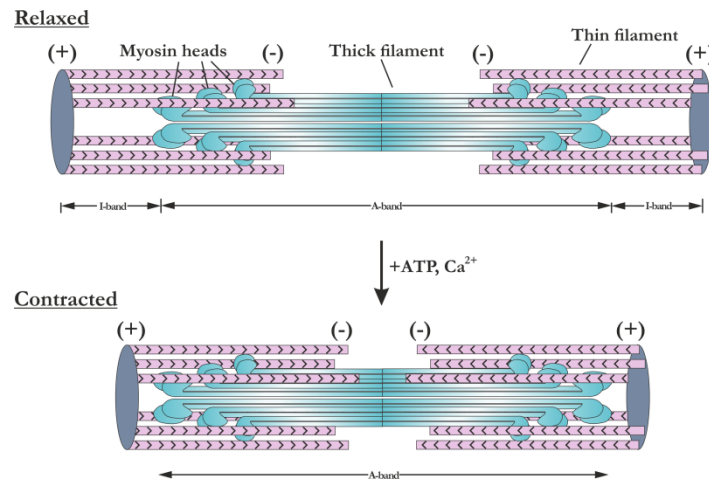 Relaxed
(+) Myosin heads (-) Thick filament (-) Thin filament (+)
I-band A-band I-band
+ATP, Ca²⁺
Contracted
(+) (-) (-) (+)
A-band